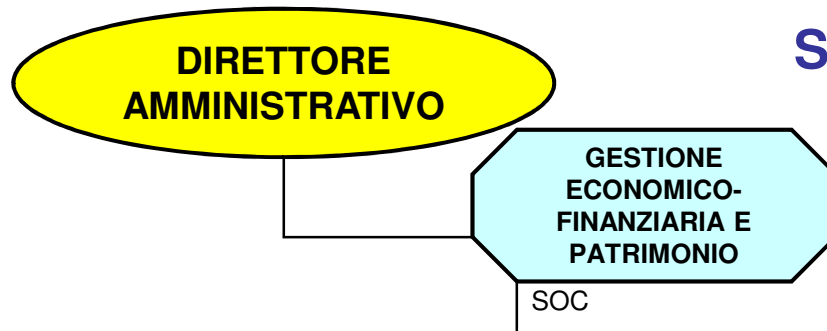 DIRETTORE
AMMINISTRATIVO
S
GESTIONE
ECONOMICO-
FINANZIARIA E
PATRIMONIO
SOC